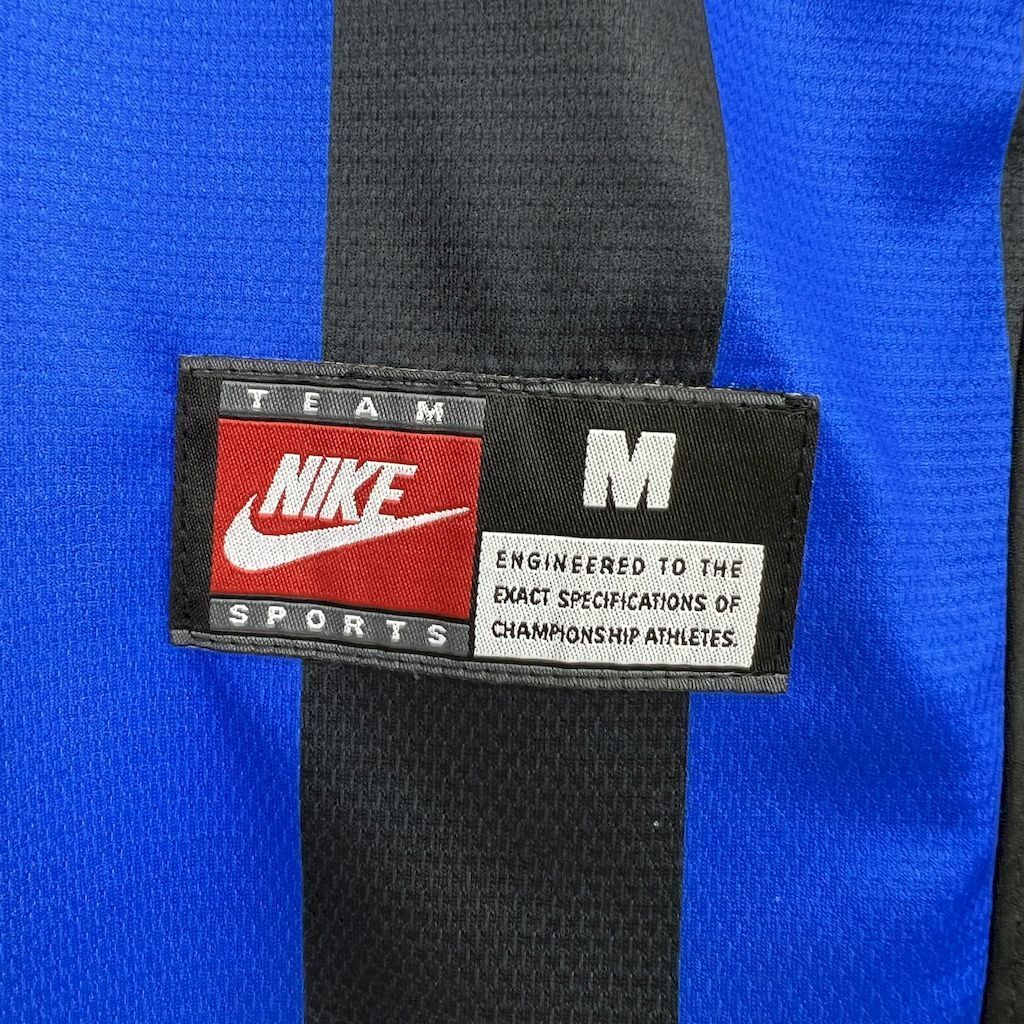 TEAM
NIKE
SPORTS
M
ENGINEERED TO THE
EXACT SPECIFICATIONS OF
CHAMPIONSHIP ATHLETES.